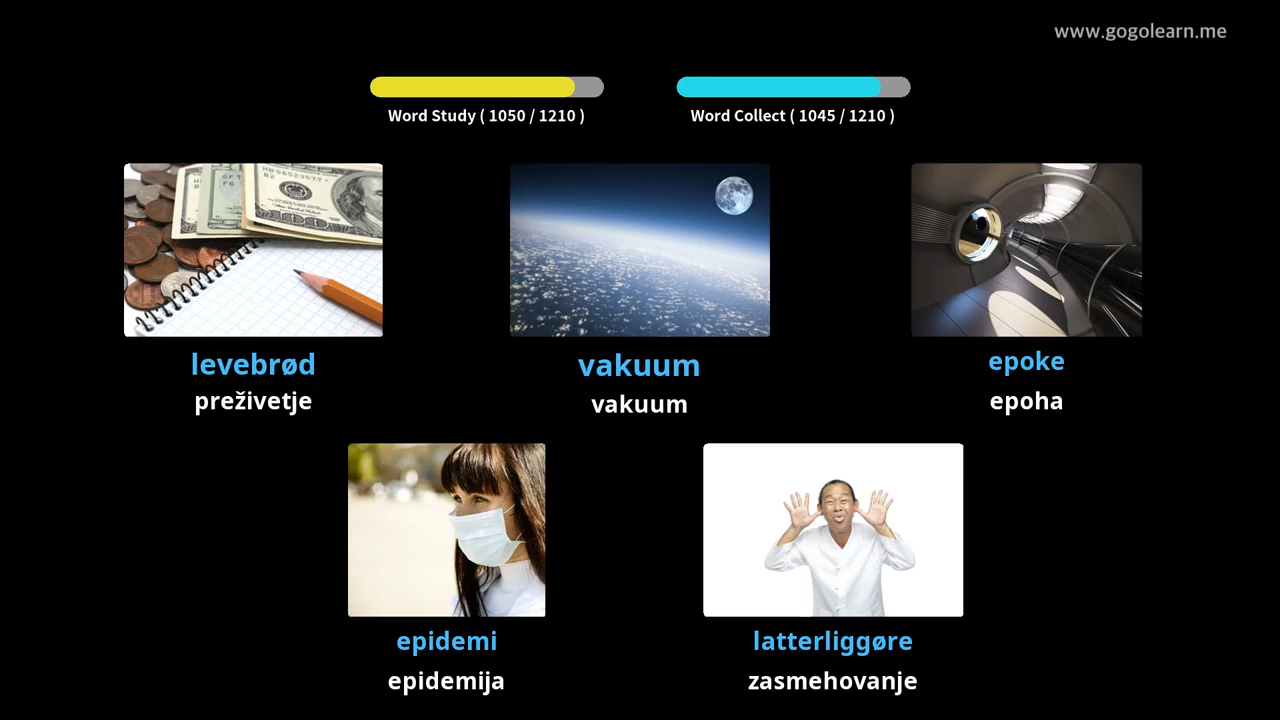 www.gogolearn.me
Word Study ( 1050 / 1210 )
Word Collect ( 1045 / 1210 )
levebrød
preživetje
vakuum
vakuum
epoke
epoha
epidemi
epidemija
latterliggøre
zasmehovanje